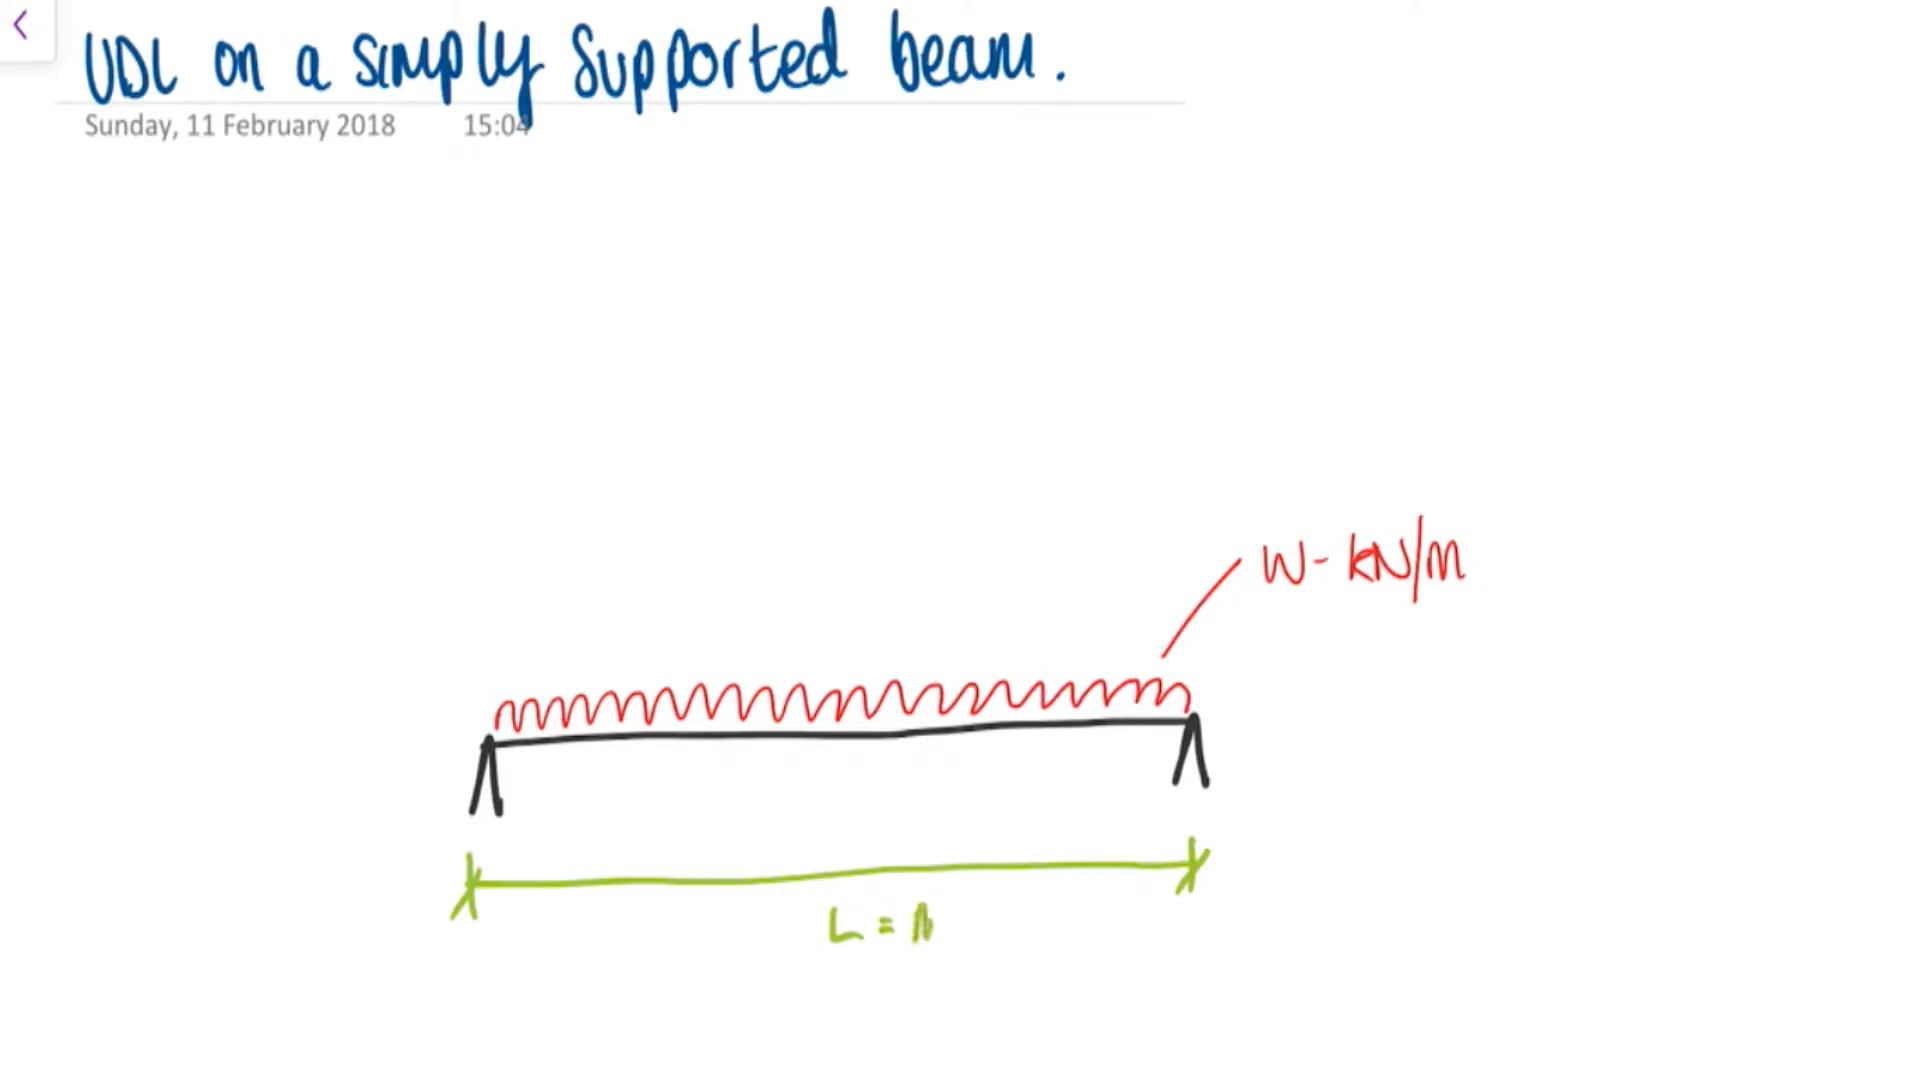 UDL on a simply supported beam.
Sunday, 11 February 2018 15:04
W- kN/m
L =